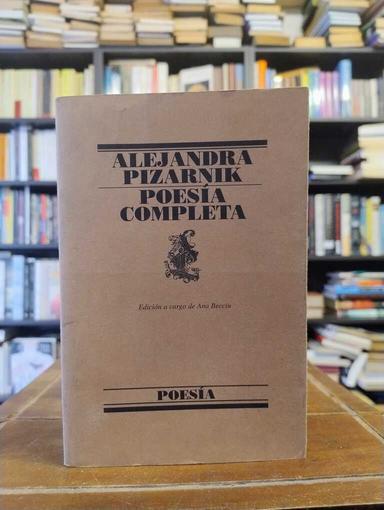 ALEJANDRA
PIZARNIK
POESÍA
COMPLETA
Edición a cargo de Ana Becciu
POESÍA